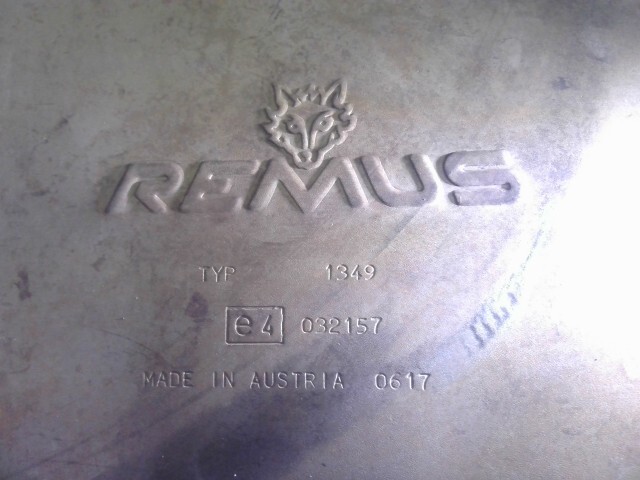 REMUS
TYP 1349
e4 032157
MADE IN AUSTRIA 0617